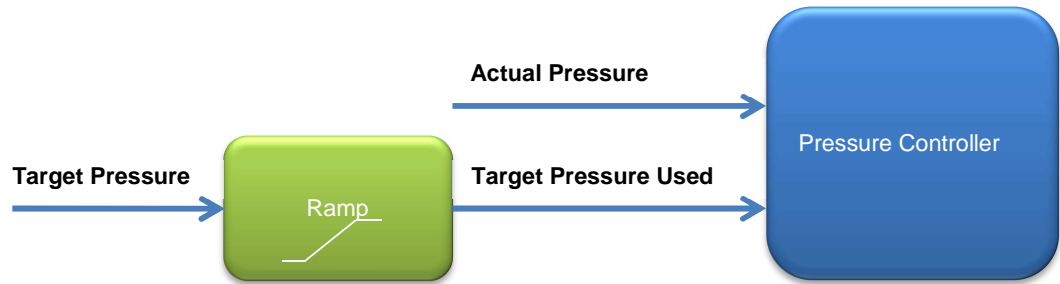 Actual Pressure
Pressure Controller
Target Pressure
Ramp
Target Pressure Used